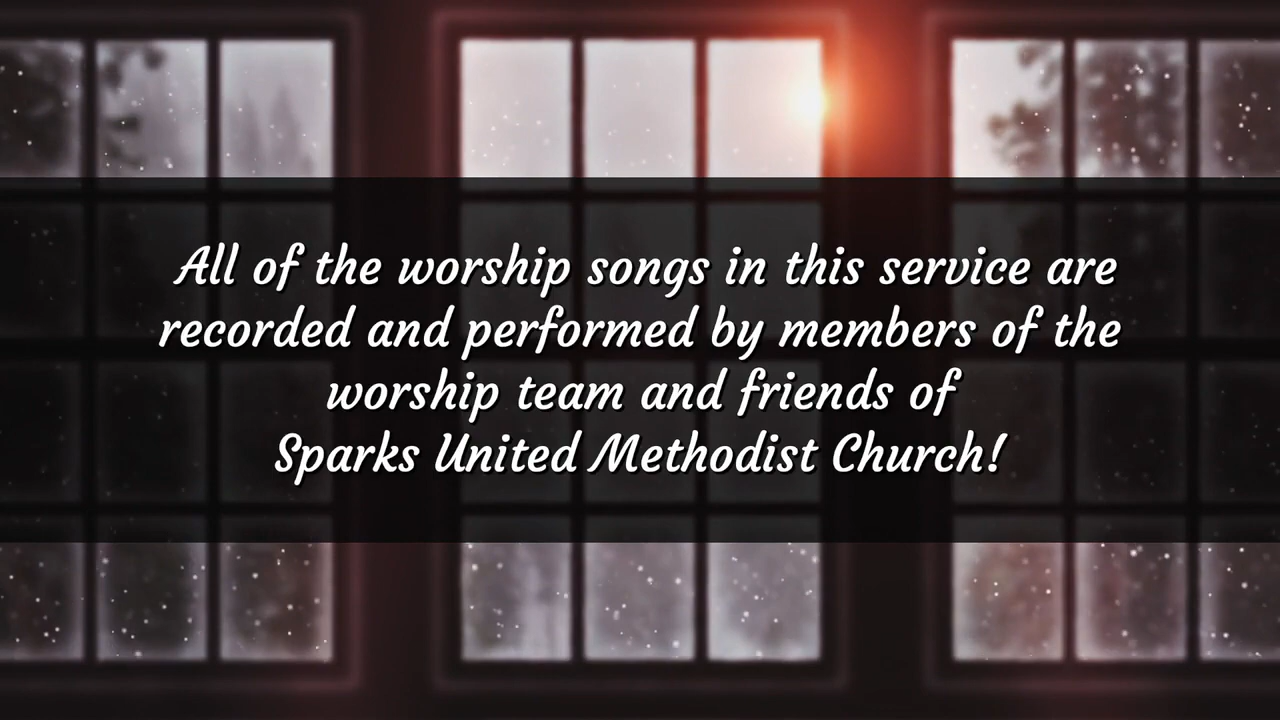 All of the worship songs in this service are
recorded and performed by members of the
worship team and friends of
Sparks United Methodist Church!